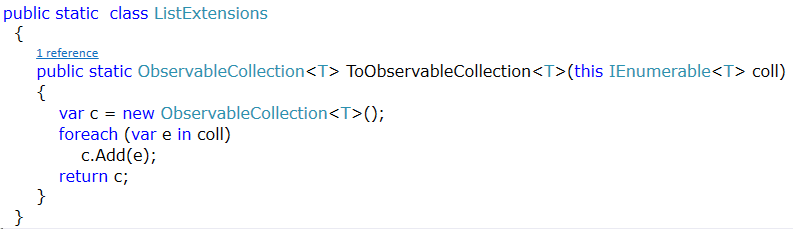 public static  class ListExtensions
{
1 reference
public static ObservableCollection<T> ToObservableCollection<T>(this IEnumerable<T> coll)
{
var c = new ObservableCollection<T>();
foreach (var e in coll)
c.Add(e);
return c;
}
}